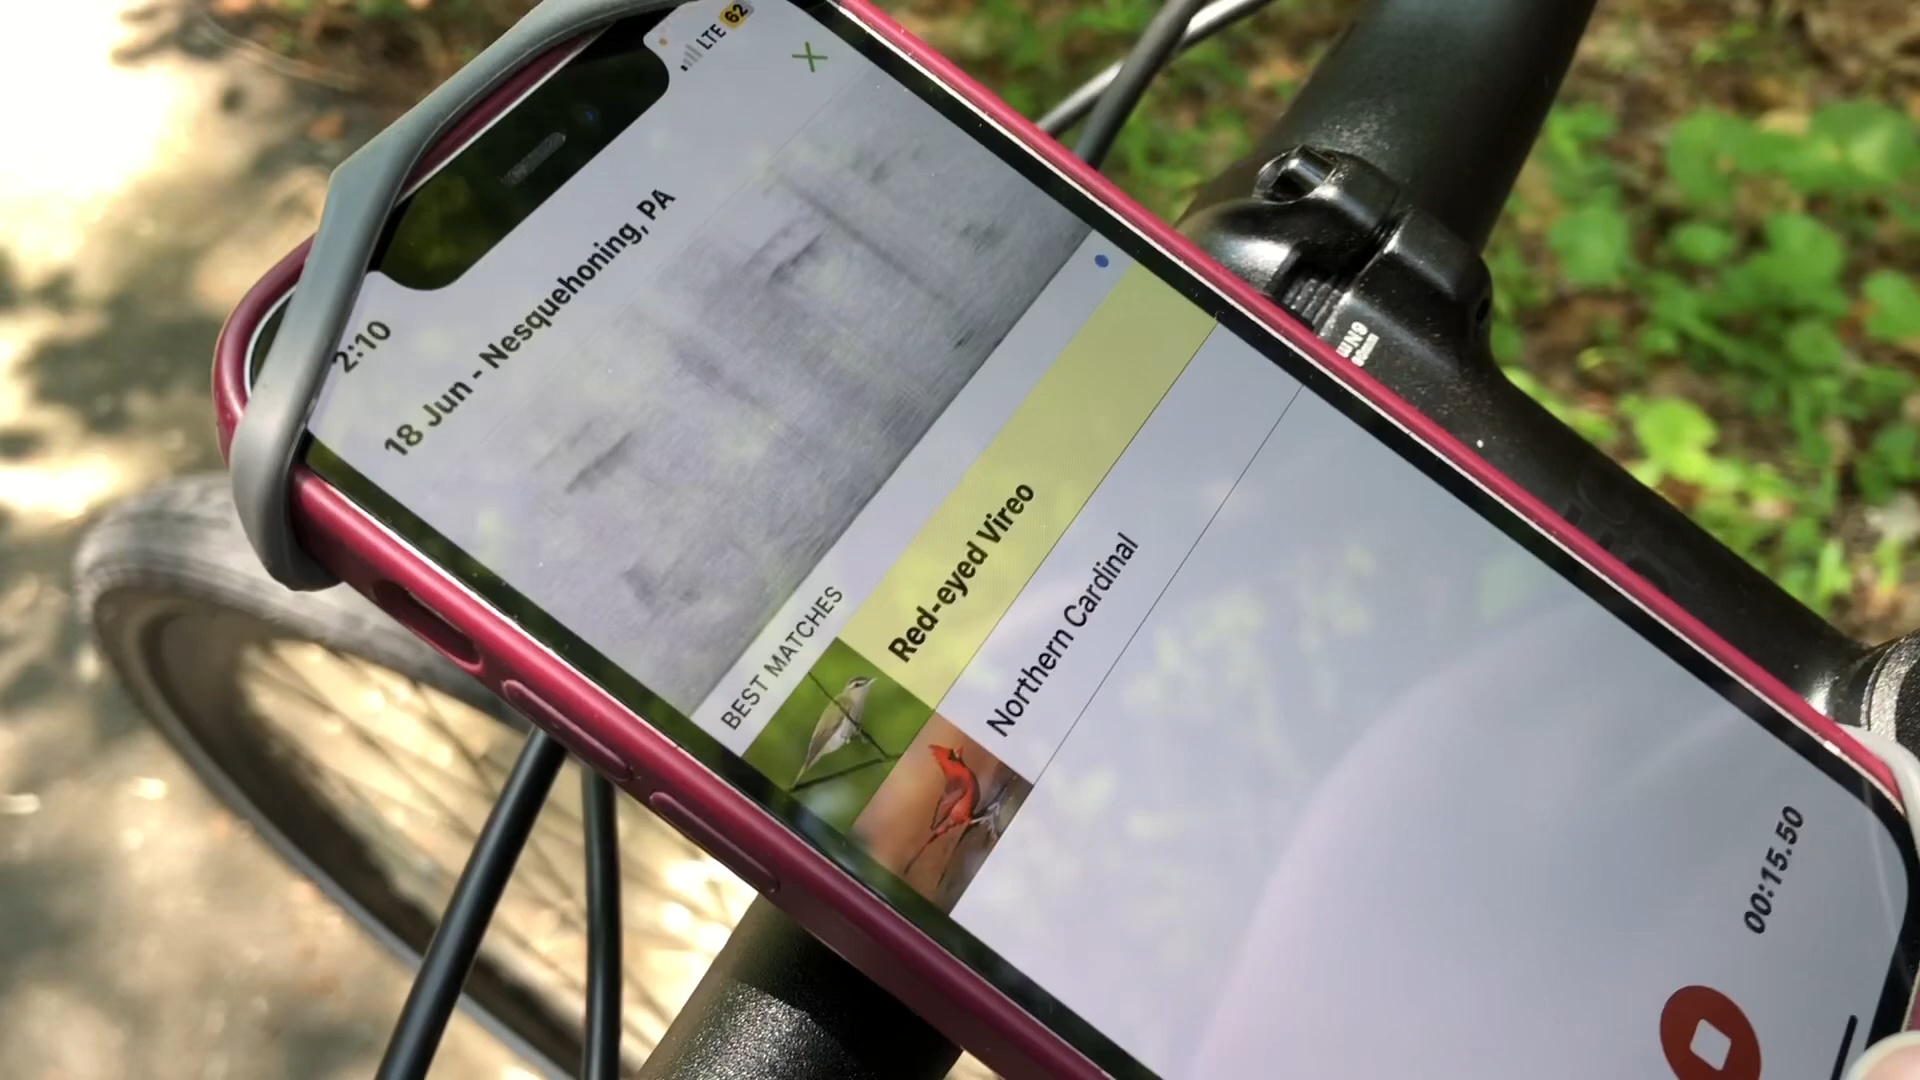 2:10
LTE 62
18 Jun - Nesquehoning, PA
BEST MATCHES
Red-eyed Vireo
Northern Cardinal
00:15.50